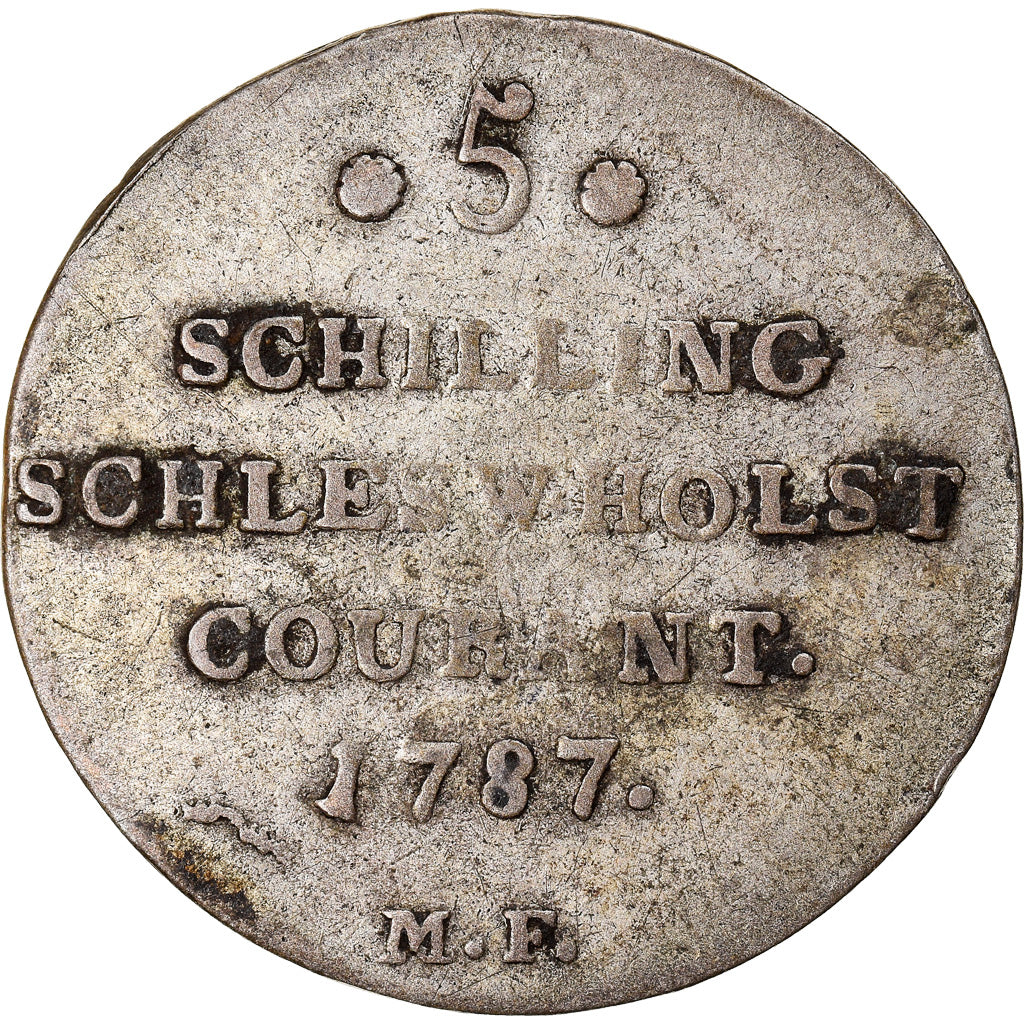 5
SCHILLING
SCHLESWHOLST
COURANT.
1787.
M.F.